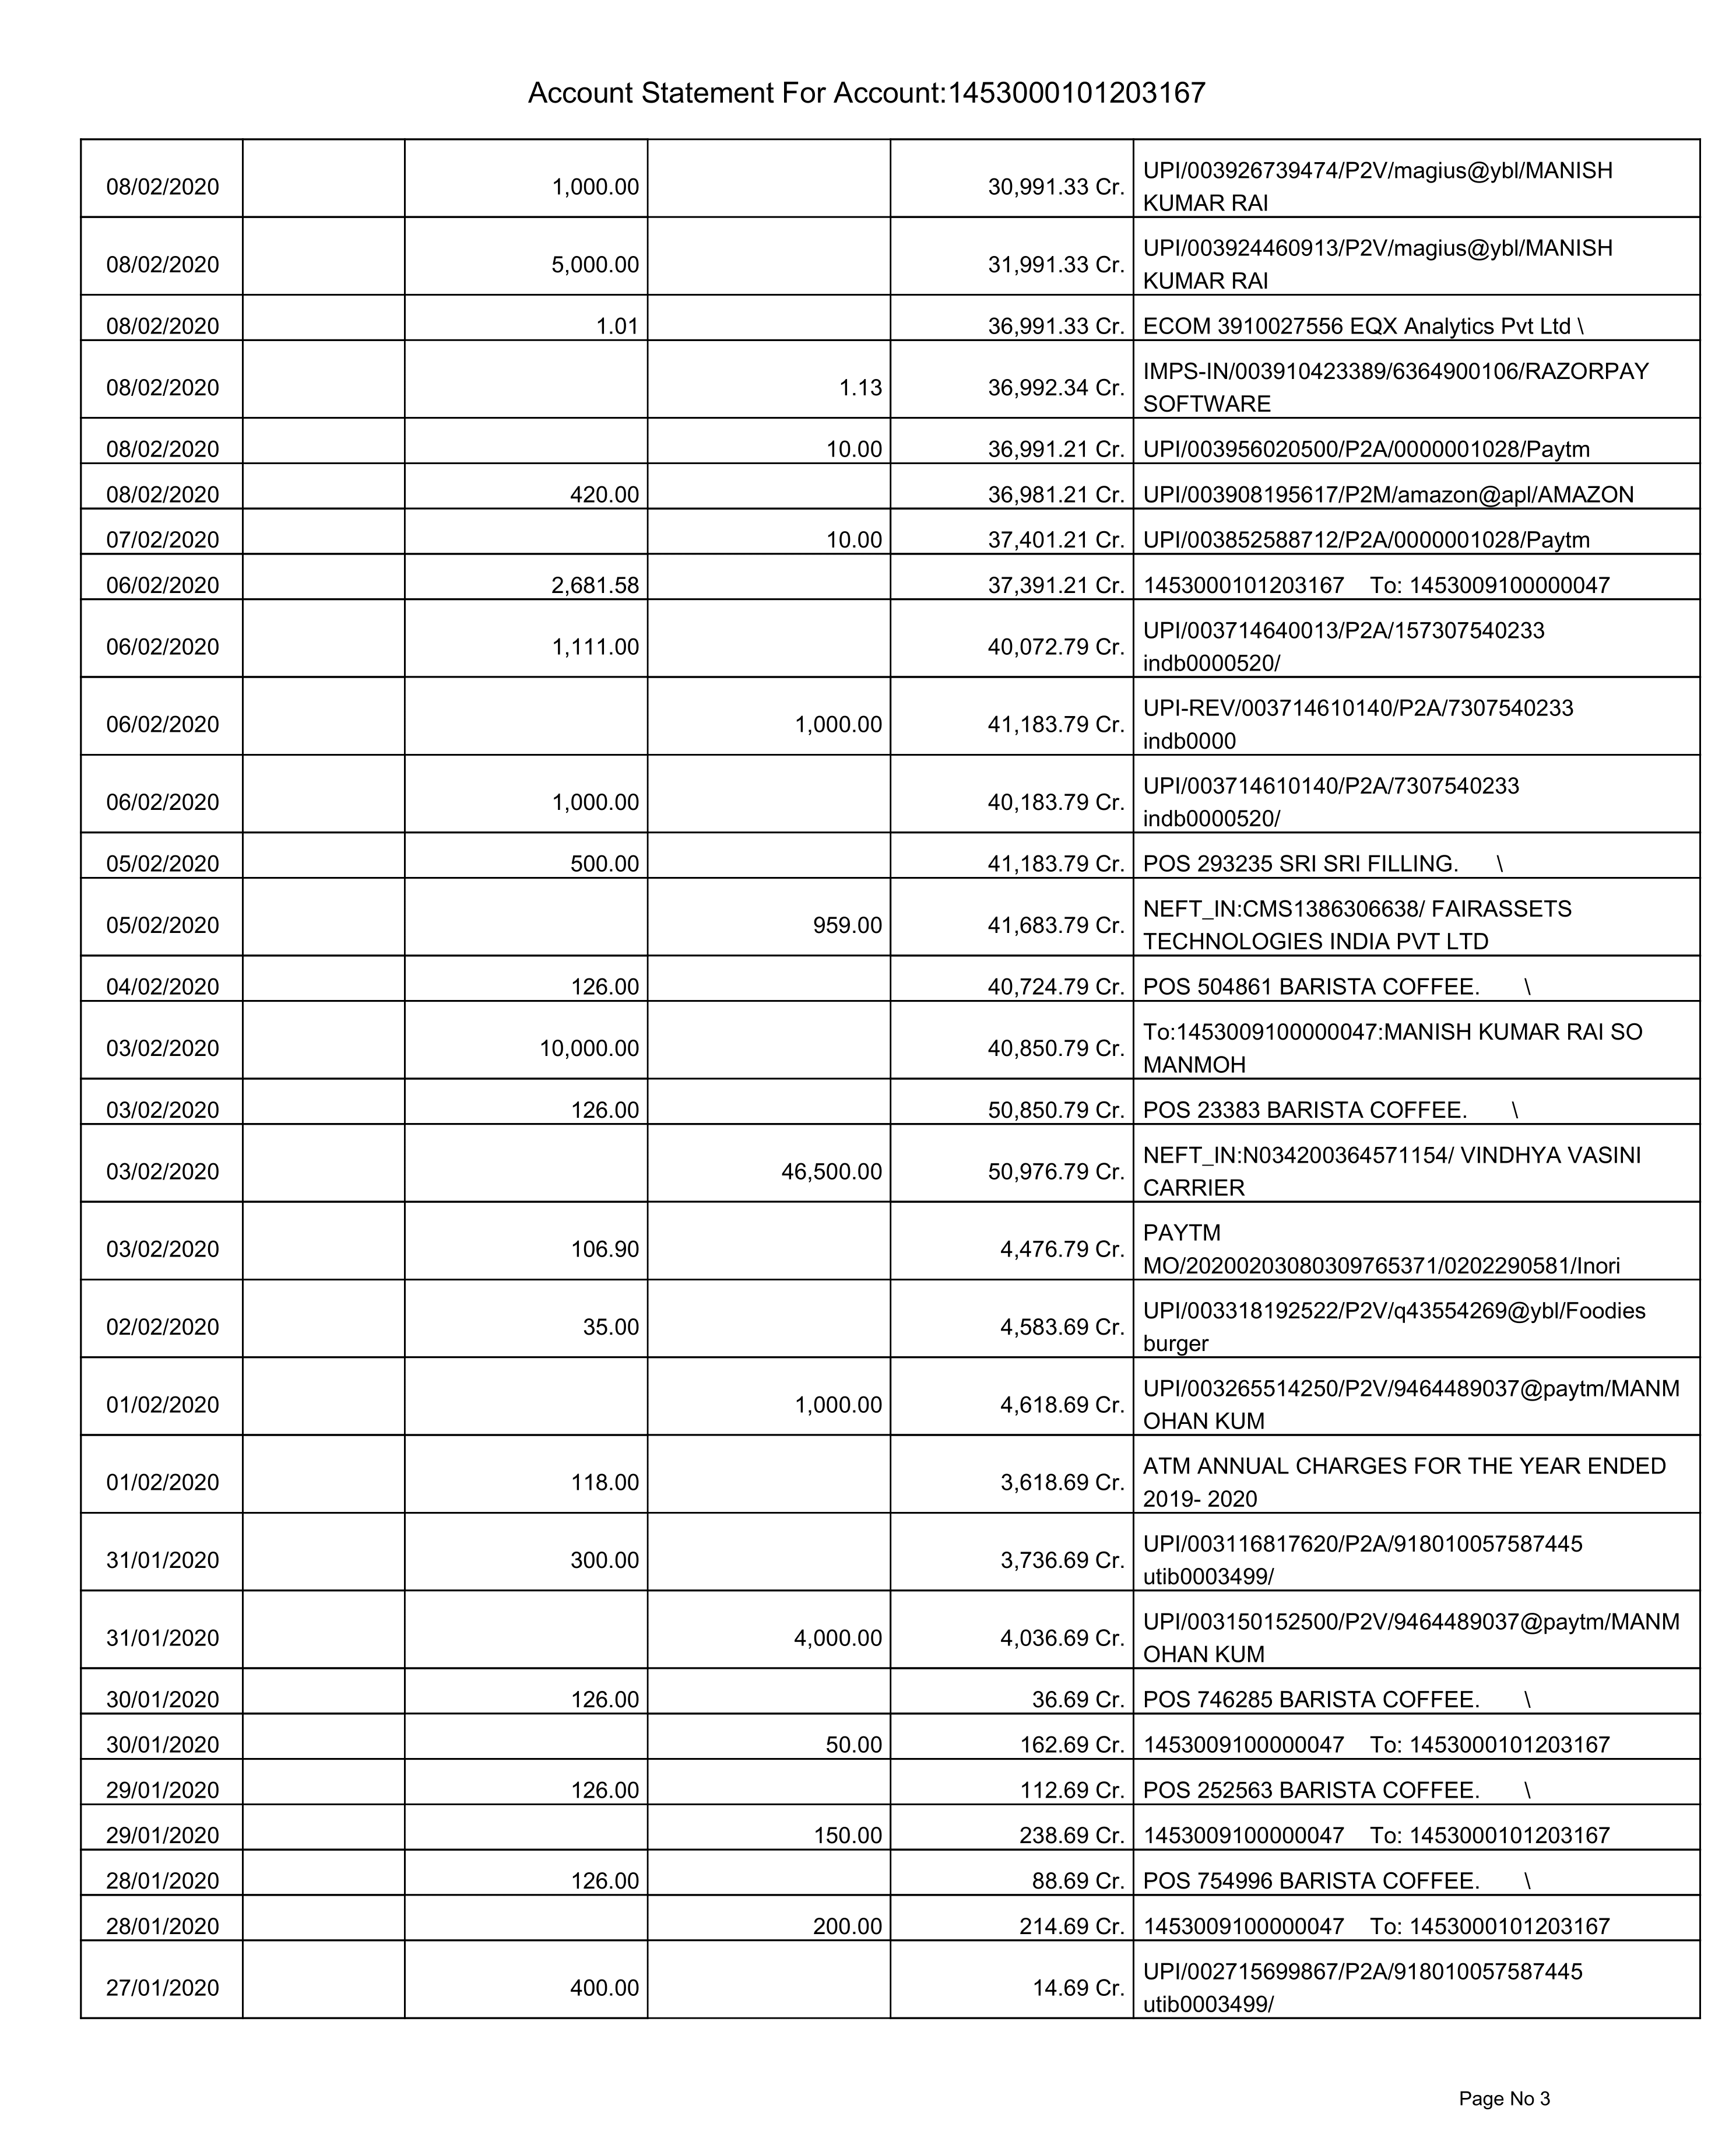 Account Statement For Account:1453000101203167
08/02/2020 1,000.00 30,991.33 Cr. UPI/003926739474/P2V/magius@ybl/MANISH
KUMAR RAI
08/02/2020 5,000.00 31,991.33 Cr. UPI/003924460913/P2V/magius@ybl/MANISH
KUMAR RAI
08/02/2020 1.01 36,991.33 Cr. ECOM 3910027556 EQX Analytics Pvt Ltd \
08/02/2020 1.13 36,992.34 Cr. IMPS-IN/003910423389/6364900106/RAZORPAY
SOFTWARE
08/02/2020 10.00 36,991.21 Cr. UPI/003956020500/P2A/0000001028/Paytm
08/02/2020 420.00 36,981.21 Cr. UPI/003908195617/P2M/amazon@apl/AMAZON
07/02/2020 10.00 37,401.21 Cr. UPI/003852588712/P2A/0000001028/Paytm
06/02/2020 2,681.58 37,391.21 Cr. 1453000101203167 To: 1453009100000047
06/02/2020 1,111.00 40,072.79 Cr. UPI/003714640013/P2A/157307540233
indb0000520/
06/02/2020 1,000.00 41,183.79 Cr. UPI-REV/003714610140/P2A/7307540233
indb0000
06/02/2020 1,000.00 40,183.79 Cr. UPI/003714610140/P2A/7307540233
indb0000520/
05/02/2020 500.00 41,183.79 Cr. POS 293235 SRI SRI FILLING. \
05/02/2020 959.00 41,683.79 Cr. NEFT_IN:CMS1386306638/ FAIRASSETS
TECHNOLOGIES INDIA PVT LTD
04/02/2020 126.00 40,724.79 Cr. POS 504861 BARISTA COFFEE. \
03/02/2020 10,000.00 40,850.79 Cr. To:1453009100000047:MANISH KUMAR RAI SO
MANMOH
03/02/2020 126.00 50,850.79 Cr. POS 23383 BARISTA COFFEE. \
03/02/2020 46,500.00 50,976.79 Cr. NEFT_IN:N034200364571154/ VINDHYA VASINI
CARRIER
03/02/2020 106.90 4,476.79 Cr. PAYTM
MO/20200203080309765371/0202290581/Inori
02/02/2020 35.00 4,583.69 Cr. UPI/003318192522/P2V/q43554269@ybl/Foodies
burger
01/02/2020 1,000.00 4,618.69 Cr. UPI/003265514250/P2V/9464489037@paytm/MANM
OHAN KUM
01/02/2020 118.00 3,618.69 Cr. ATM ANNUAL CHARGES FOR THE YEAR ENDED
2019- 2020
31/01/2020 300.00 3,736.69 Cr. UPI/003116817620/P2A/918010057587445
utib0003499/
31/01/2020 4,000.00 4,036.69 Cr. UPI/003150152500/P2V/9464489037@paytm/MANM
OHAN KUM
30/01/2020 126.00 36.69 Cr. POS 746285 BARISTA COFFEE. \
30/01/2020 50.00 162.69 Cr. 1453009100000047 To: 1453000101203167
29/01/2020 126.00 112.69 Cr. POS 252563 BARISTA COFFEE. \
29/01/2020 150.00 238.69 Cr. 1453009100000047 To: 1453000101203167
28/01/2020 126.00 88.69 Cr. POS 754996 BARISTA COFFEE. \
28/01/2020 200.00 214.69 Cr. 1453009100000047 To: 1453000101203167
27/01/2020 400.00 14.69 Cr. UPI/002715699867/P2A/918010057587445
utib0003499/
Page No 3